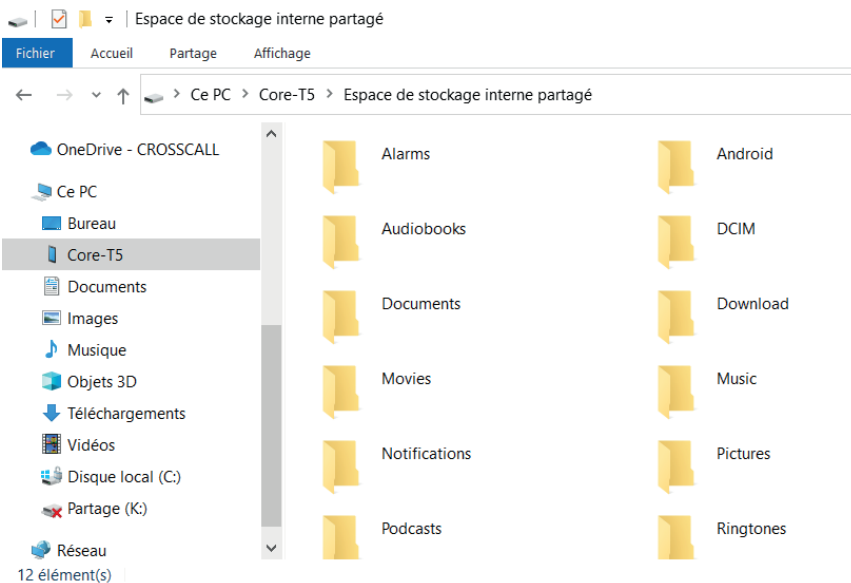 Espace de stockage interne partagé
Fichier Accueil Partage Affichage
Ce PC > Core-T5 > Espace de stockage interne partagé
OneDrive - CROSSCALL
Ce PC
Bureau
Core-T5
Documents
Images
Musique
Objets 3D
Téléchargements
Vidéos
Disque local (C:)
Partage (K:)
Réseau
Alarms Android
Audiobooks DCIM
Documents Download
Movies Music
Notifications Pictures
Podcasts Ringtones
12 élément(s)